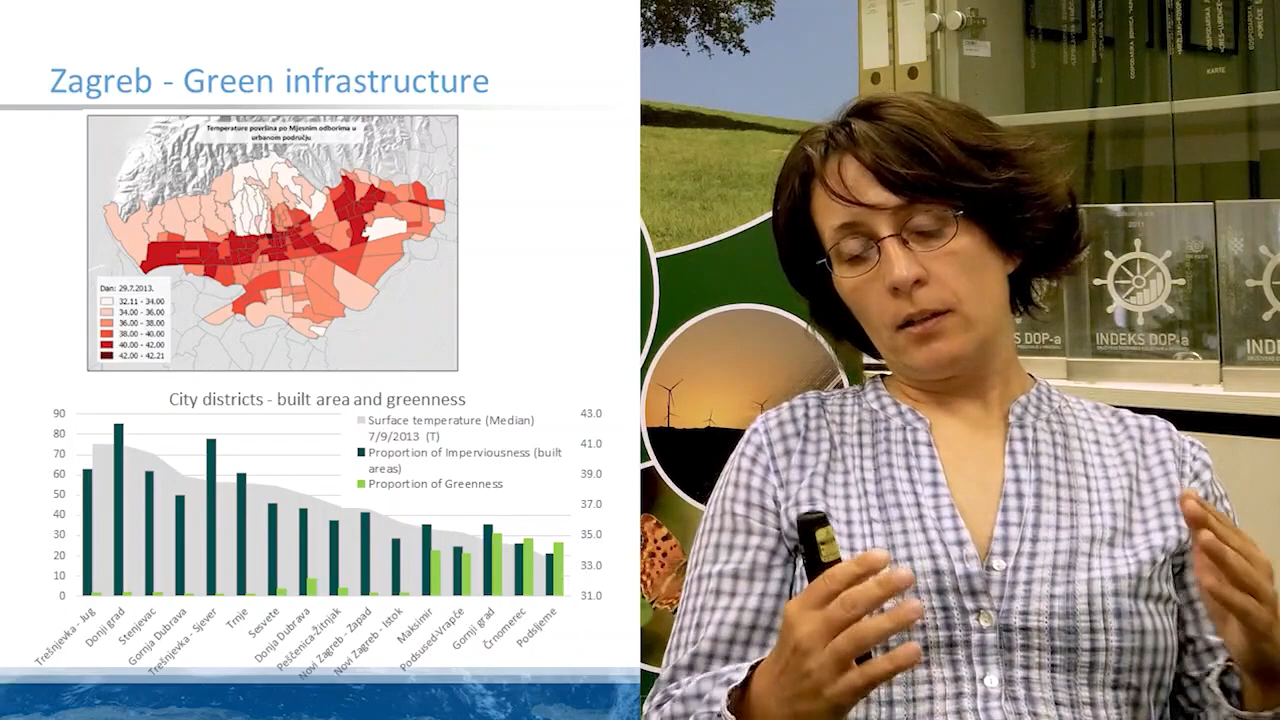 Zagreb - Green infrastructure
Temperatura površina po Mjesnim odborima u
urbanom području
Dan: 29.7.2013.
32.11 - 34.00
34.00 - 36.00
36.00 - 38.00
38.00 - 40.00
40.00 - 42.00
42.00 - 42.21
City districts - built area and greenness
Surface temperature (Median)
7/9/2013 (T)
Proportion of Imperviousness (built
areas)
Proportion of Greenness
90
80
70
60
50
40
30
20
10
0
43.0
41.0
39.0
37.0
35.0
33.0
31.0
Trešnjevka - Jug
Donji grad
Stenjevac
Gornja Dubrava
Trešnjevka - Sjever
Trnje
Sesvete
Donja Dubrava
Peščenica-Žitnjak
Novi Zagreb - Zapad
Novi Zagreb - Istok
Maksimir
Podsused-Vrapče
Gornji grad
Črnomerec
Podsljeme
KARTE
2011
S DOP-a
INDEKS DOP-a
IND